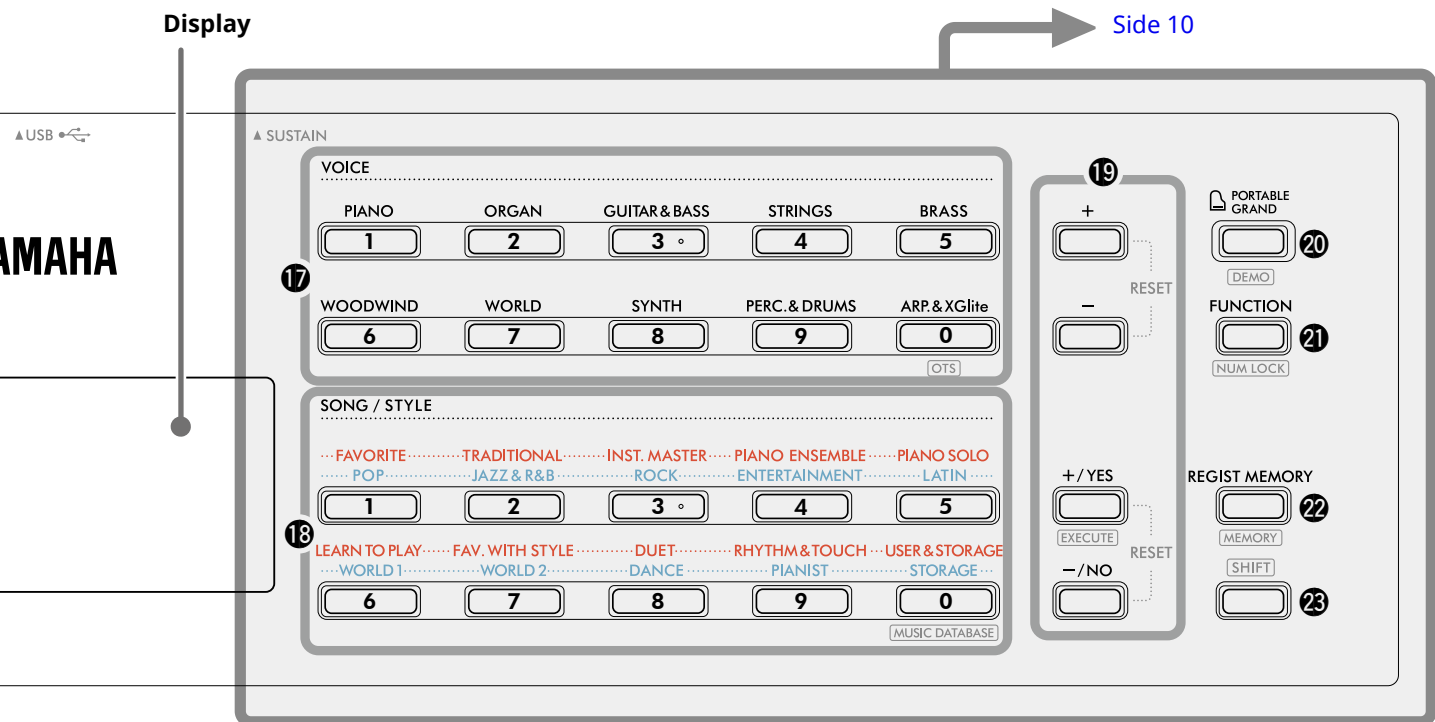 Display
Side 10
▲USB
▲ SUSTAIN
AMAHA
VOICE
PIANO ORGAN GUITAR & BASS STRINGS BRASS
1 2 3 4 5
⓱
WOODWIND WORLD SYNTH PERC. & DRUMS ARP. & XGlite
6 7 8 9 0
OTS
SONG / STYLE
FAVORITE TRADITIONAL INST. MASTER PIANO ENSEMBLE PIANO SOLO
POP JAZZ & R&B ROCK ENTERTAINMENT LATIN
1 2 3 4 5
⓲
LEARN TO PLAY FAV. WITH STYLE DUET RHYTHM & TOUCH USER & STORAGE
WORLD 1 WORLD 2 DANCE PIANIST STORAGE
6 7 8 9 0
MUSIC DATABASE
⓳
+
RESET
−
+/YES
EXECUTE
RESET
−/NO
PORTABLE
GRAND
⓴
DEMO
FUNCTION
㉑
NUM LOCK
REGIST MEMORY
㉒
MEMORY
SHIFT
㉓